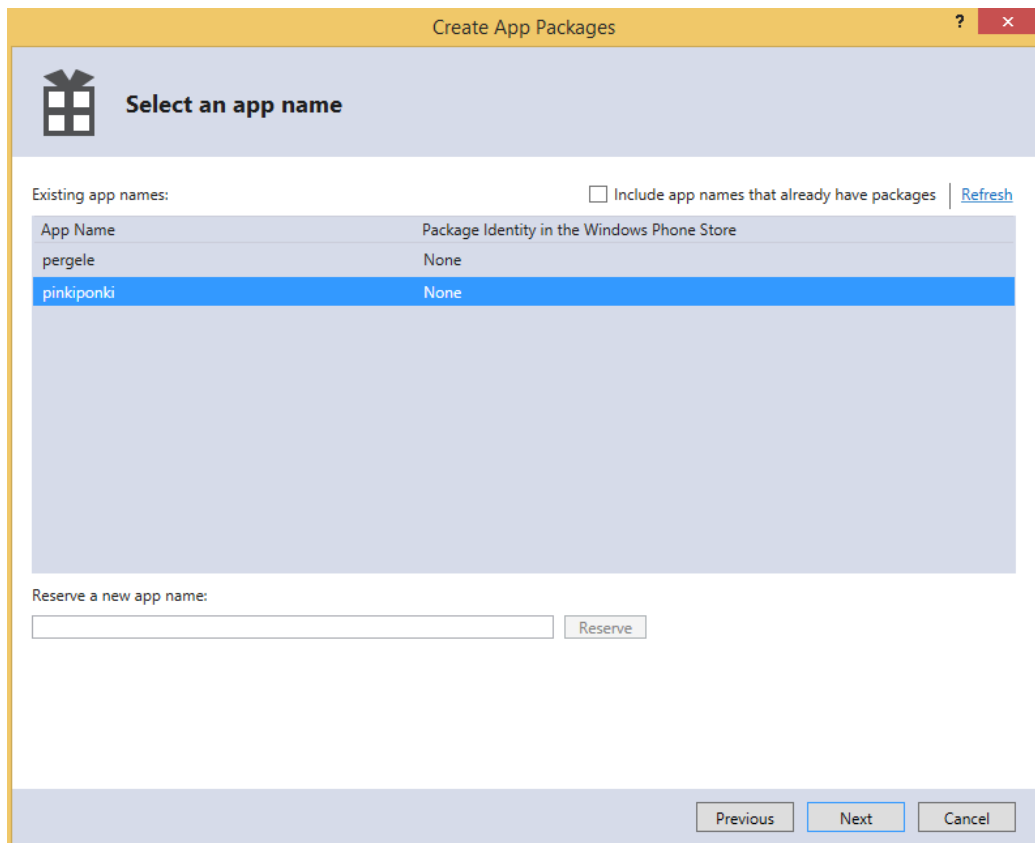 Create App Packages
? ×
Select an app name
Existing app names:
Include app names that already have packages
Refresh
App Name Package Identity in the Windows Phone Store
pergele None
pinkiponki None
Reserve a new app name:
Reserve
Previous Next Cancel